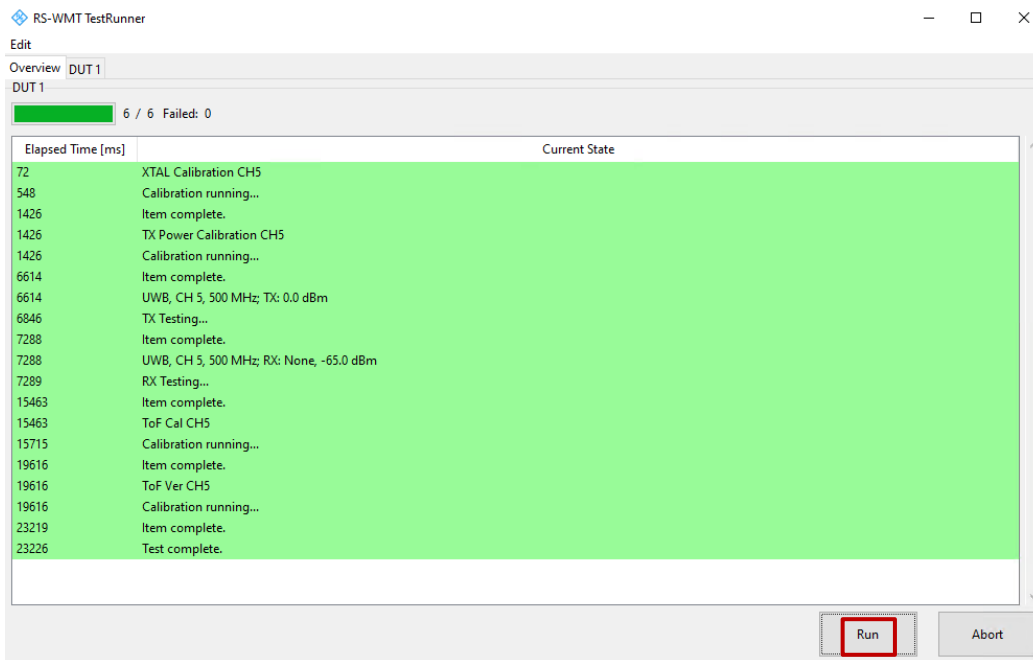 RS-WMT TestRunner
Edit
Overview DUT 1
DUT 1
6 / 6 Failed: 0
Elapsed Time [ms] Current State
72 XTAL Calibration CH5
548 Calibration running...
1426 Item complete.
1426 TX Power Calibration CH5
1426 Calibration running...
6614 Item complete.
6614 UWB, CH 5, 500 MHz; TX: 0.0 dBm
6846 TX Testing...
7288 Item complete.
7288 UWB, CH 5, 500 MHz; RX: None, -65.0 dBm
7289 RX Testing...
15463 Item complete.
15463 ToF Cal CH5
15715 Calibration running...
19616 Item complete.
19616 ToF Ver CH5
19616 Calibration running...
23219 Item complete.
23226 Test complete.
Run Abort